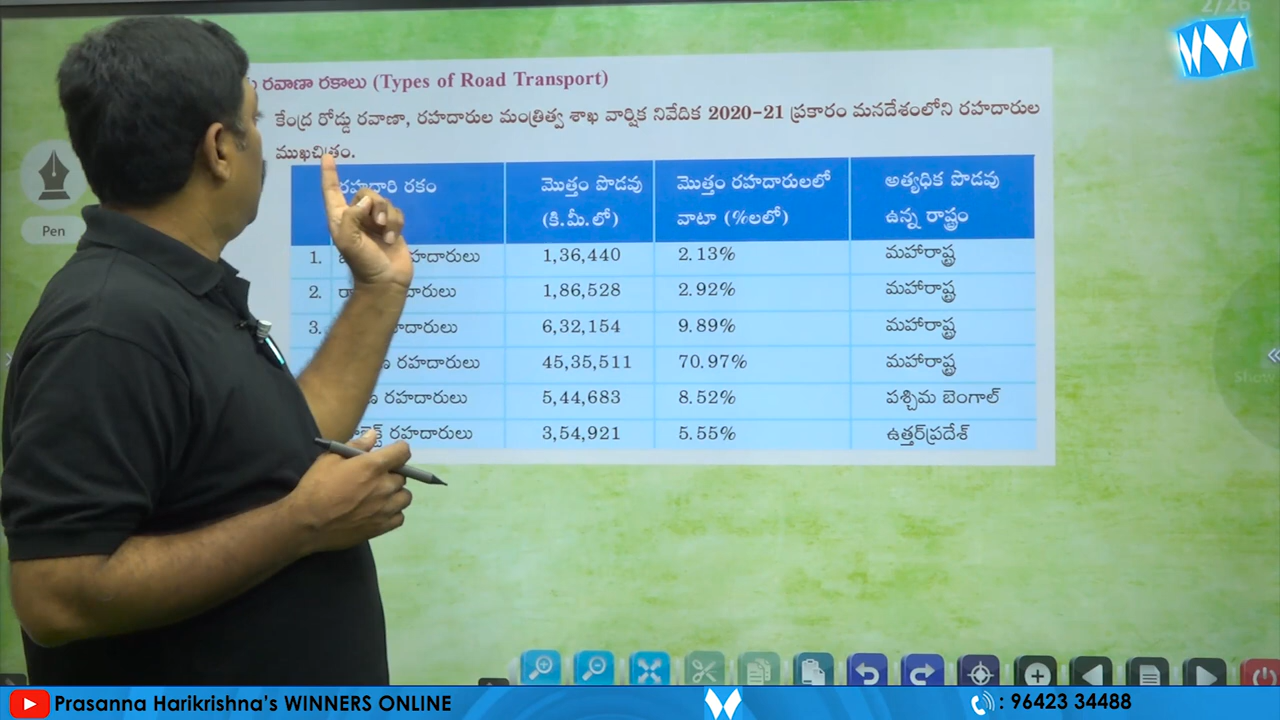 2/26
రవాణా రకాలు (Types of Road Transport)
కేంద్ర రోడ్డు రవాణా, రహదారుల మంత్రిత్వ శాఖ వార్షిక నివేదిక 2020-21 ప్రకారం మనదేశంలోని రహదారుల
ముఖచిత్రం.
రహదారి రకం మొత్తం పొడవు మొత్తం రహదారులలో అత్యధిక పొడవు
(కి.మీ.లో) వాటా (%లలో) ఉన్న రాష్ట్రం
1. 1,36,440 2.13% మహారాష్ట్ర
2. 1,86,528 2.92% మహారాష్ట్ర
3. 6,32,154 9.89% మహారాష్ట్ర
రహదారులు 45,35,511 70.97% మహారాష్ట్ర
రహదారులు 5,44,683 8.52% పశ్చిమ బెంగాల్
రహదారులు 3,54,921 5.55% ఉత్తర్‌ప్రదేశ్
Pen
Prasanna Harikrishna's WINNERS ONLINE
: 96423 34488